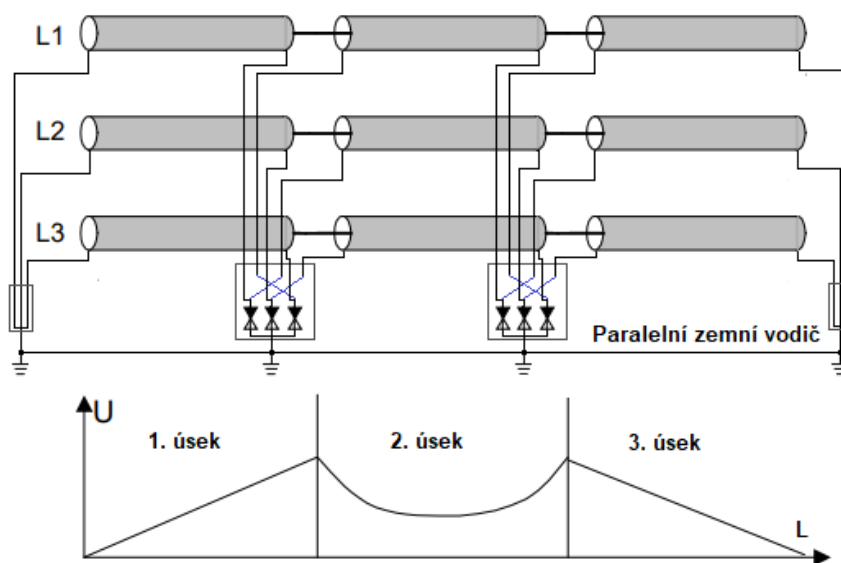 L1
L2
L3
Paralelní zemní vodič
U
1. úsek
2. úsek
3. úsek
L